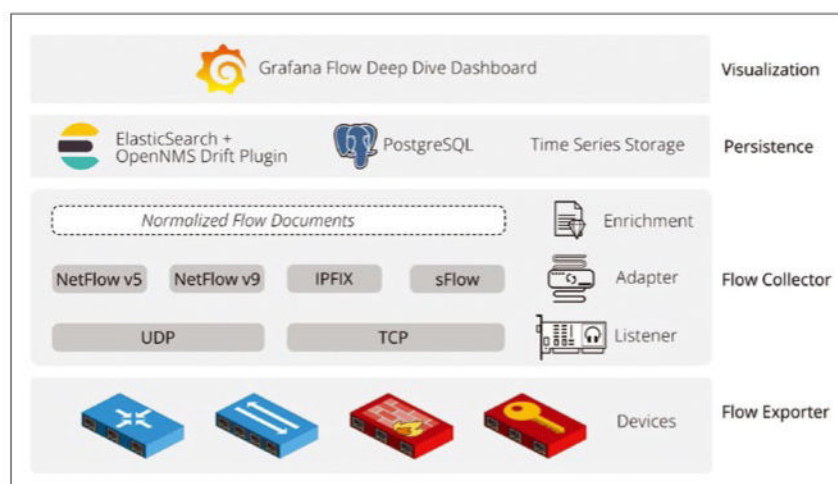 Grafana Flow Deep Dive Dashboard
Visualization
ElasticSearch +
OpenNMS Drift Plugin
PostgreSQL
Time Series Storage
Persistence
Normalized Flow Documents
Enrichment
NetFlow v5
NetFlow v9
IPFIX
sFlow
Adapter
Flow Collector
UDP
TCP
Listener
Devices
Flow Exporter